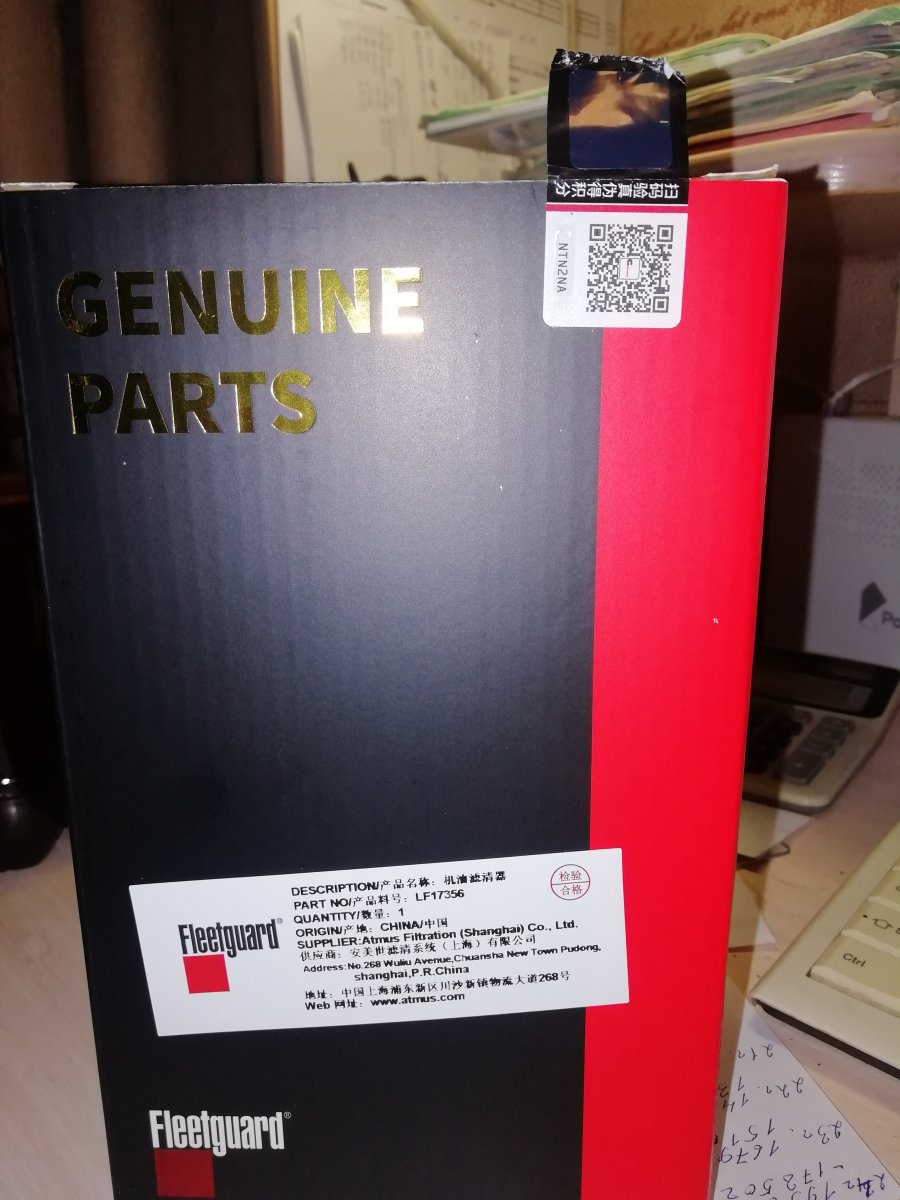 扫码验真伪得积分
NTN2NA
GENUINE
PARTS
DESCRIPTION/产品名称：机油滤清器
PART NO/产品料号：LF17356
QUANTITY/数量：1
ORIGIN/产地：CHINA/中国
SUPPLIER:Atmus Filtration (Shanghai) Co., Ltd.
供应商：安美世滤清系统（上海）有限公司
Address:No.268 Wuliu Avenue,Chuansha New Town Pudong,
shanghai,P.R.China
地址：中国上海浦东新区川沙新镇物流大道268号
Web 网址：www.atmus.com
Fleetguard®
检验
合格
Fleetguard®
Ctrl